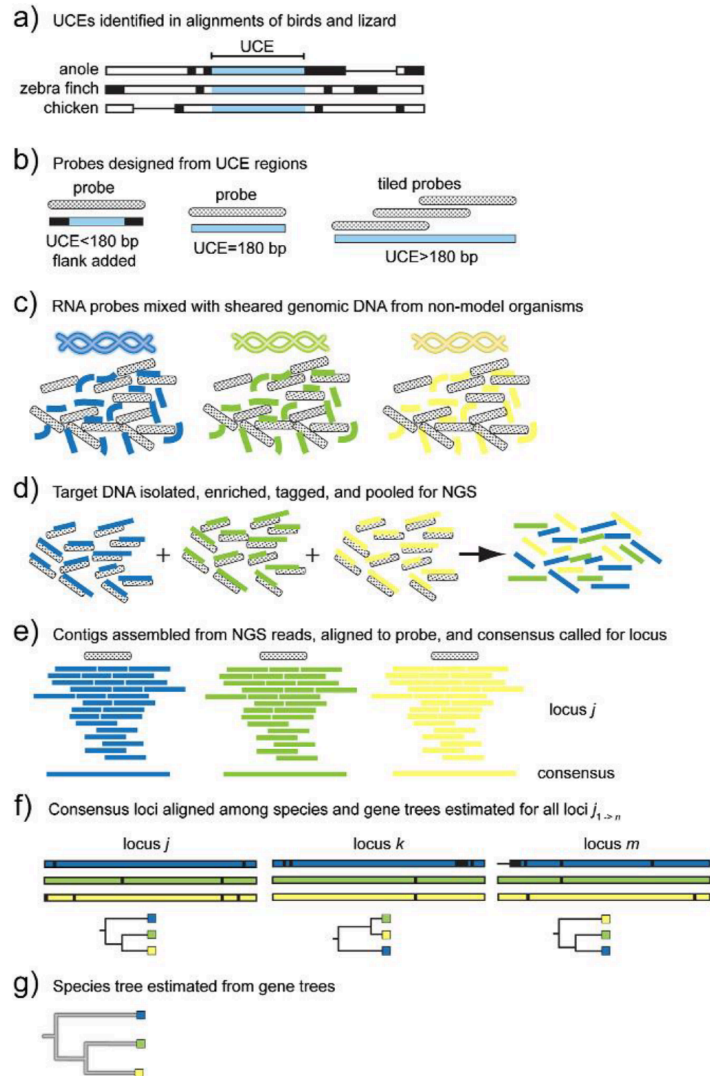 a) UCEs identified in alignments of birds and lizard
UCE
anole
zebra finch
chicken
b) Probes designed from UCE regions
probe
UCE<180 bp
flank added
probe
UCE=180 bp
tiled probes
UCE>180 bp
c) RNA probes mixed with sheared genomic DNA from non-model organisms
d) Target DNA isolated, enriched, tagged, and pooled for NGS
+ +
e) Contigs assembled from NGS reads, aligned to probe, and consensus called for locus
locus j
consensus
f) Consensus loci aligned among species and gene trees estimated for all loci j1->n
locus j locus k locus m
g) Species tree estimated from gene trees